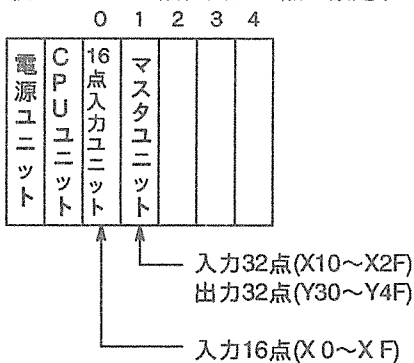 0 1 2 3 4
電源ユニット
CPUユニット
16点入力ユニット
マスタユニット
入力32点(X10～X2F)
出力32点(Y30～Y4F)
入力16点(X 0～X F)